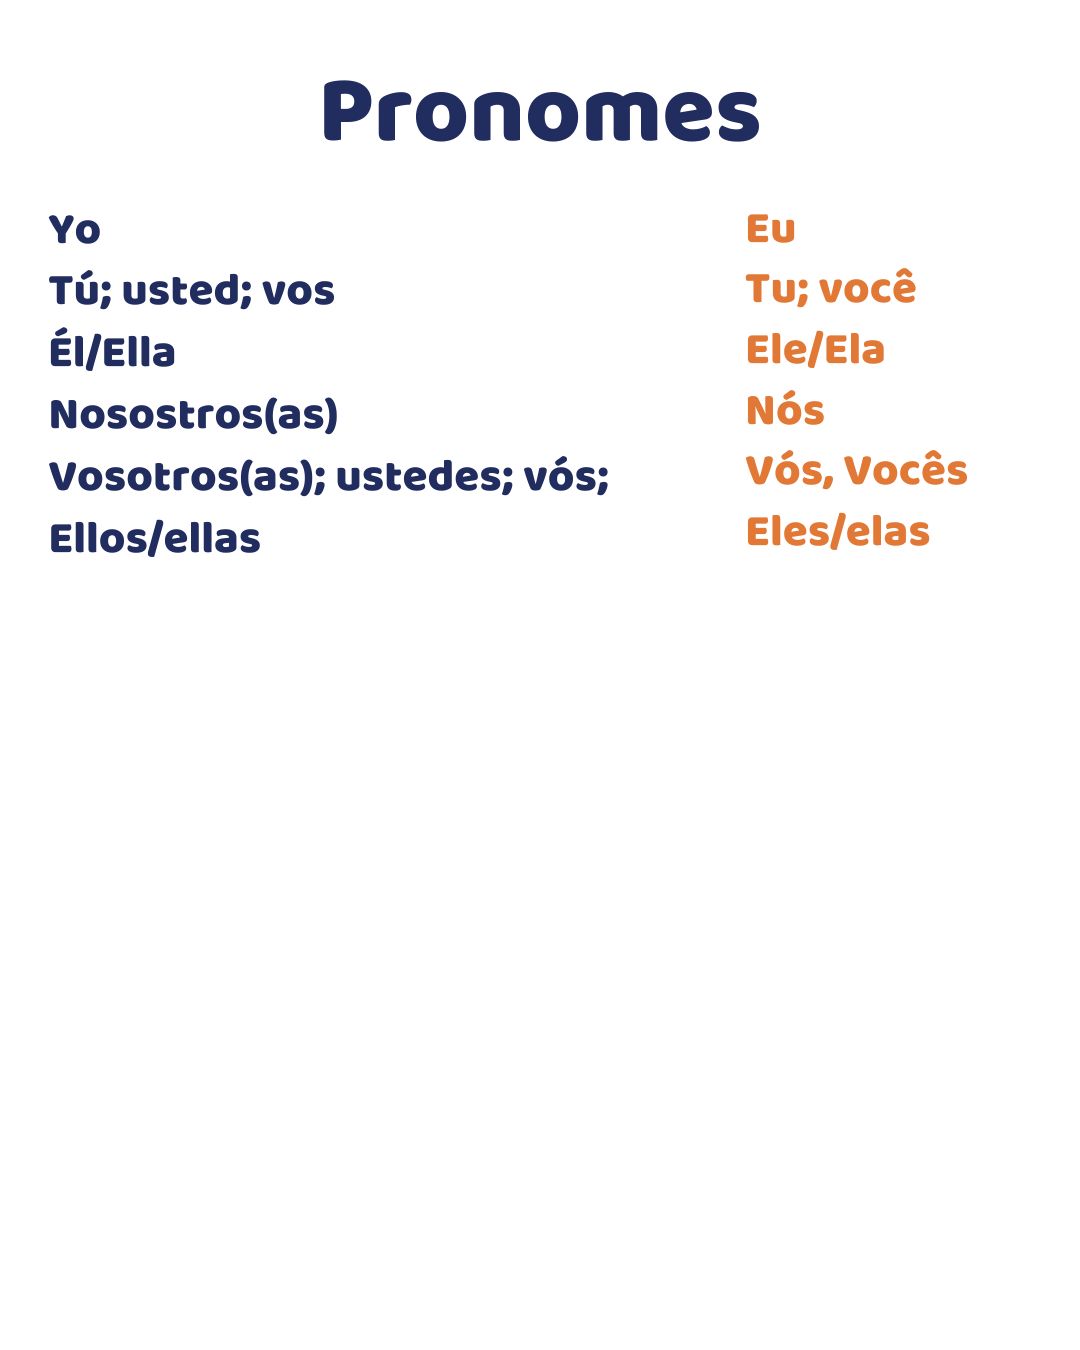 Pronomes
Yo
Tú; usted; vos
Él/Ella
Nosostros(as)
Vosotros(as); ustedes; vós;
Ellos/ellas
Eu
Tu; você
Ele/Ela
Nós
Vós, Vocês
Eles/elas